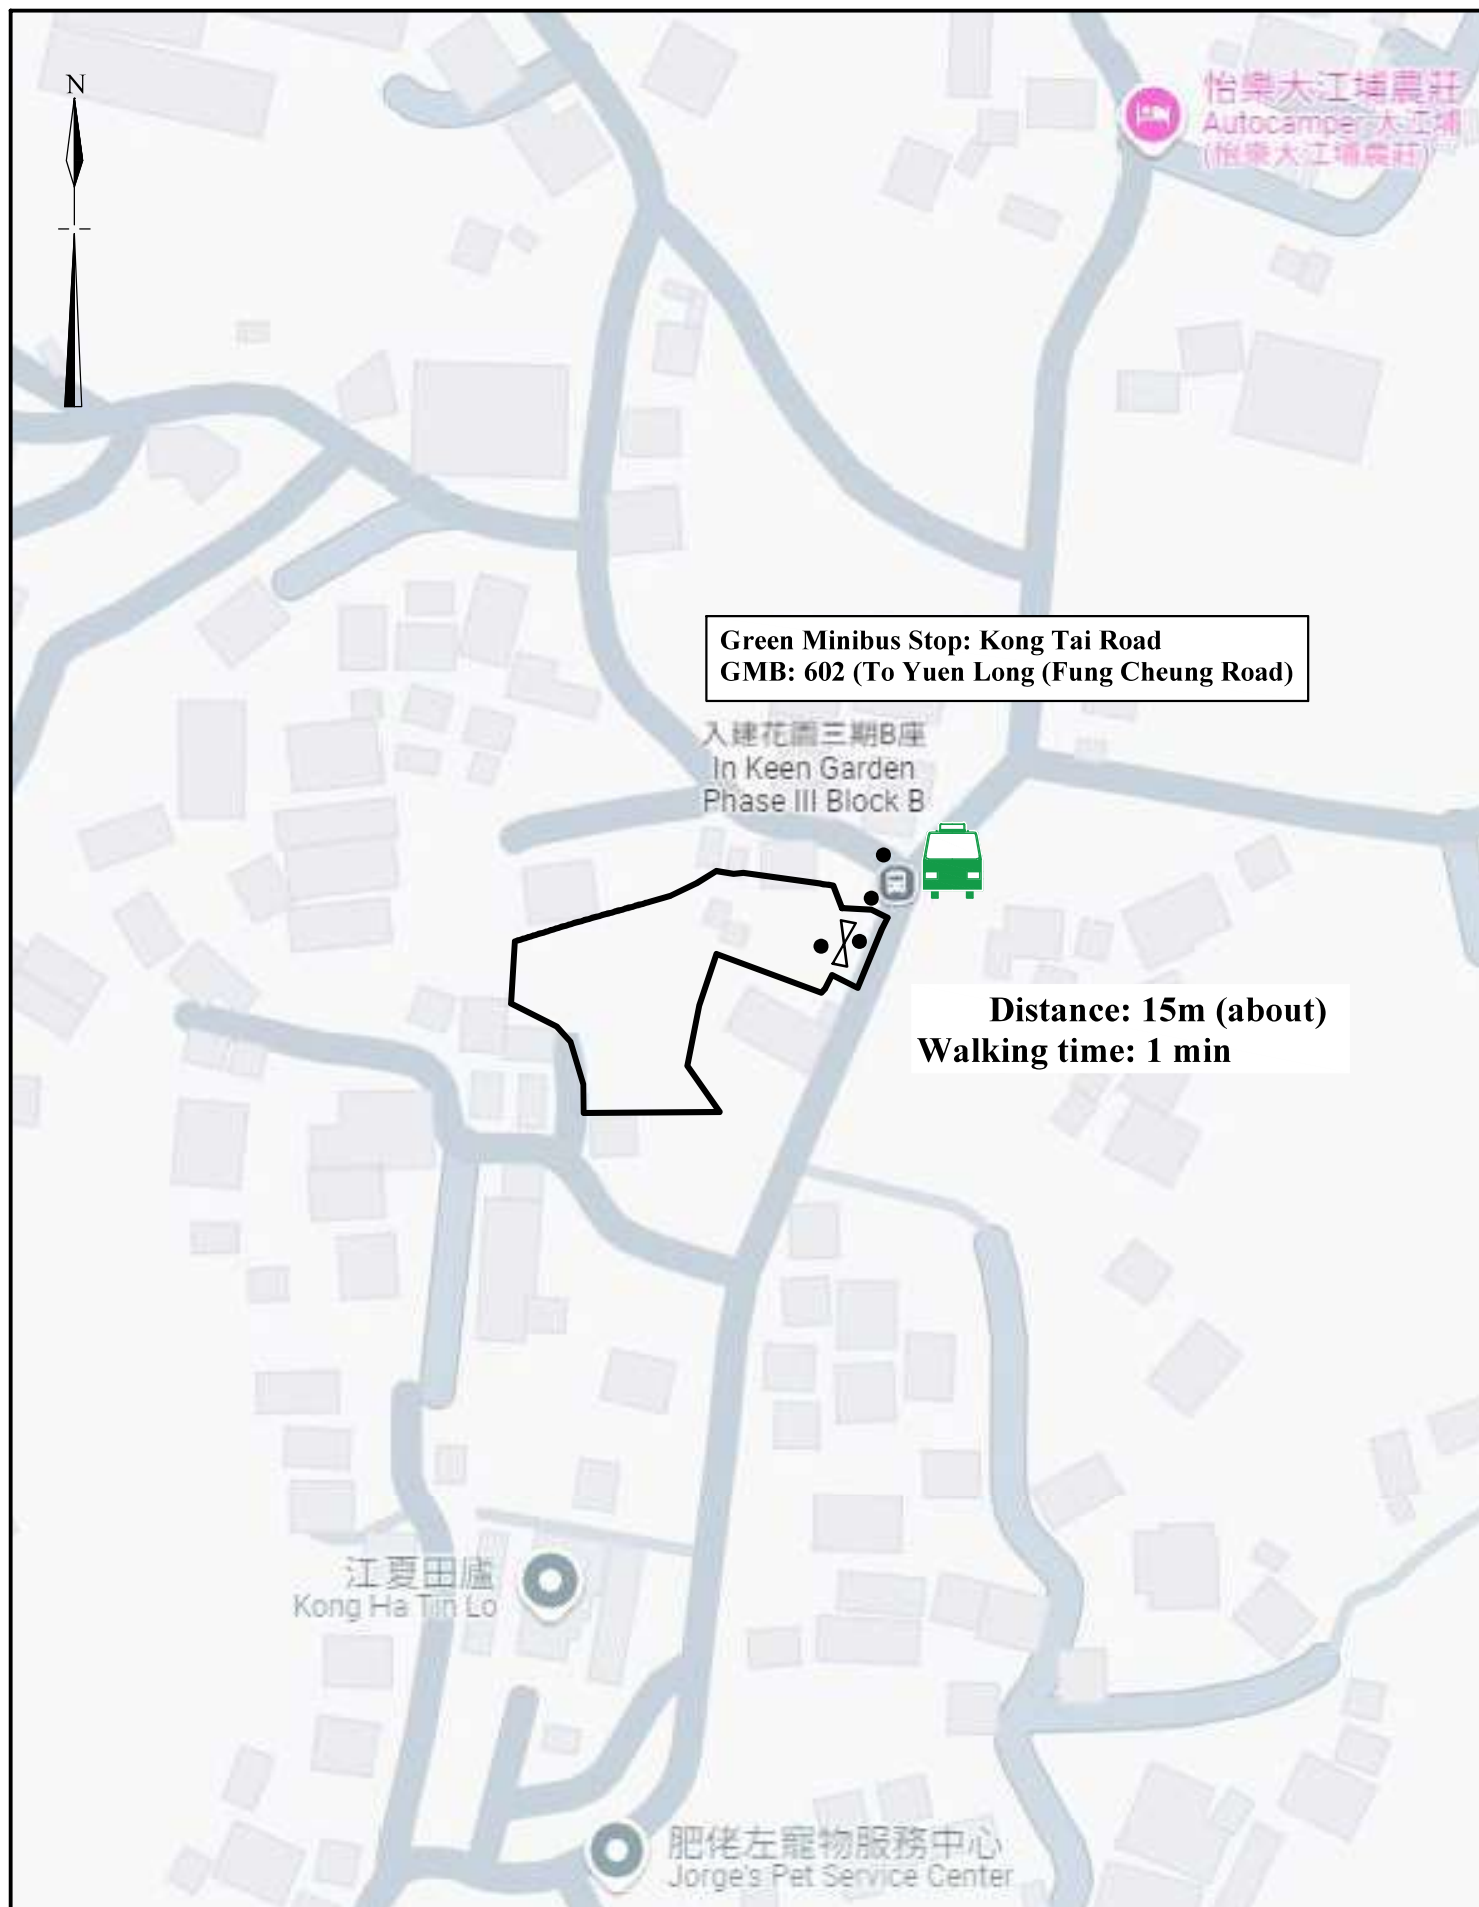 N
怡樂大江埔農莊
Autocamper 大江埔
(怡樂大江埔農莊)
Green Minibus Stop: Kong Tai Road
GMB: 602 (To Yuen Long (Fung Cheung Road)
入建花園三期B座
In Keen Garden
Phase III Block B
Distance: 15m (about)
Walking time: 1 min
江夏田廬
Kong Ha Tin Lo
肥佬左寵物服務中心
Jorge's Pet Service Center